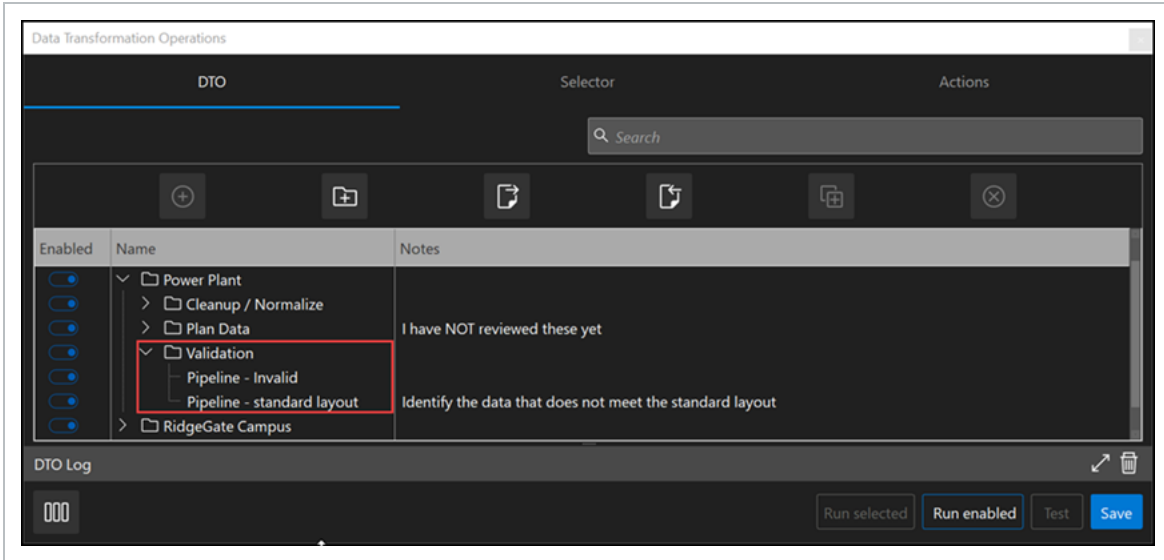 Data Transformation Operations
DTO Selector Actions
Search
Enabled Name Notes
Power Plant
Cleanup / Normalize
Plan Data I have NOT reviewed these yet
Validation
Pipeline - Invalid
Pipeline - standard layout Identify the data that does not meet the standard layout
RidgeGate Campus
DTO Log
Run selected Run enabled Test Save